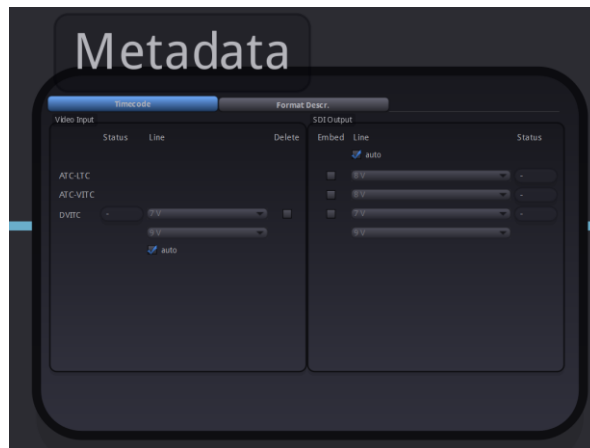 Metadata
Timecode Format Descr.
Video Input SDI Output
Status Line Delete Embed Line Status
auto
ATC-LTC 8 V -
ATC-VITC 8 V -
DVITC - 7 V 7 V -
9 V 9 V
auto